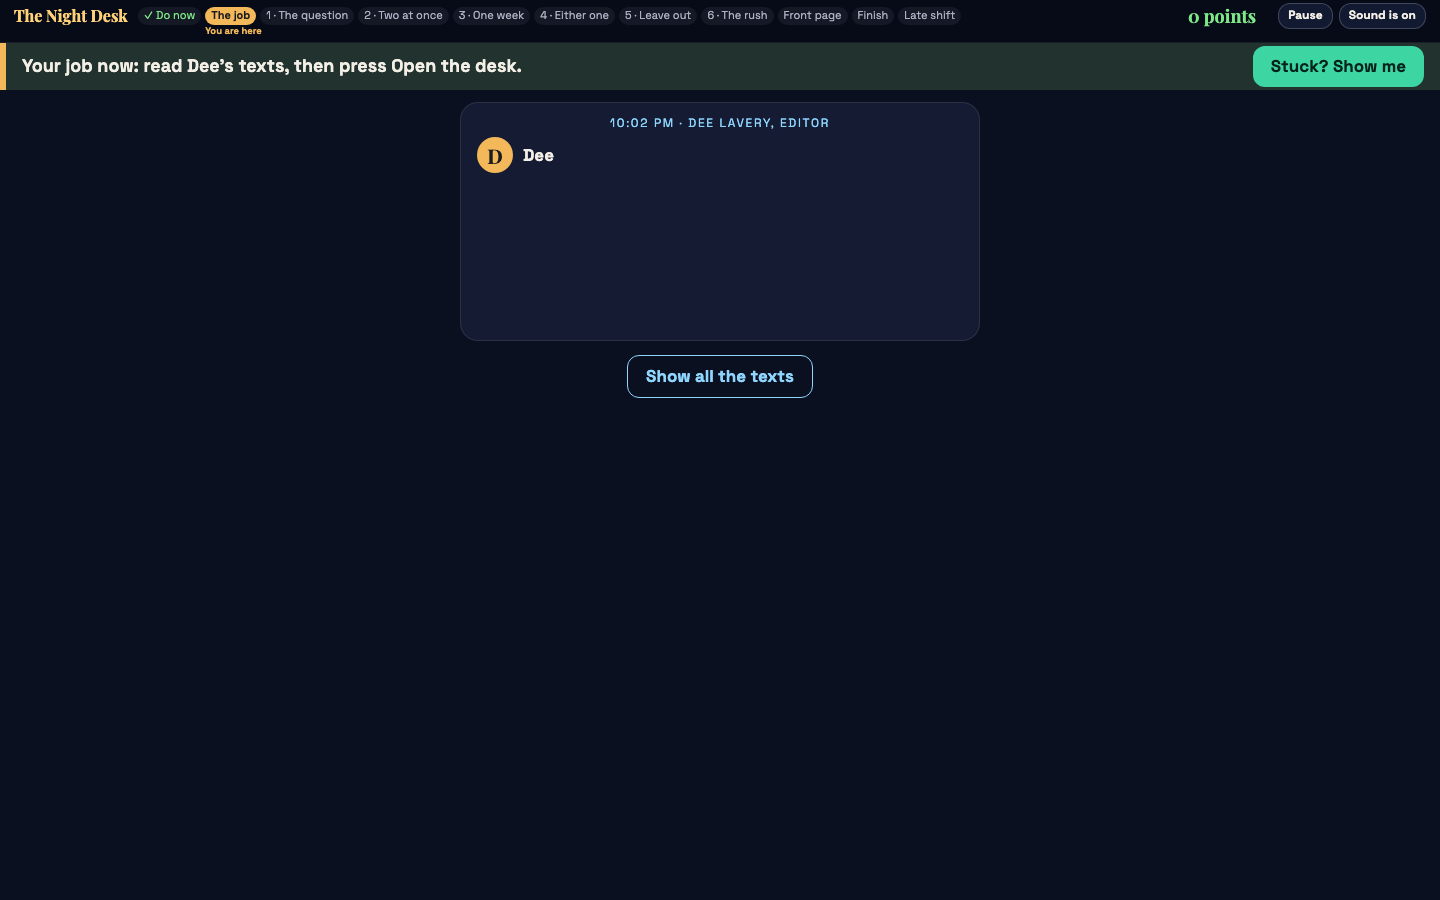 The Night Desk ✓ Do now The job 1 · The question 2 · Two at once 3 · One week 4 · Either one 5 · Leave out 6 · The rush Front page Finish Late shift 0 points Pause Sound is on
You are here
Your job now: read Dee's texts, then press Open the desk. Stuck? Show me
10:02 PM · DEE LAVERY, EDITOR
D Dee
Show all the texts